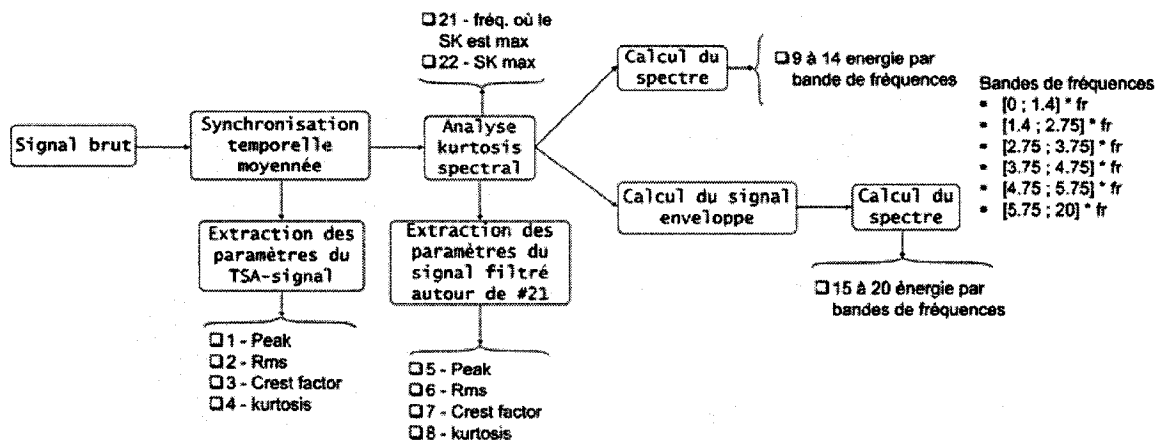 ❑ 21 - fréq. où le
SK est max
❑ 22 - SK max
Signal brut
Synchronisation
temporelle
moyennée
Analyse
kurtosis
spectral
Calcul du
spectre
❑ 9 à 14 energie par
bande de fréquences
Bandes de fréquences
• [0 ; 1.4] * fr
• [1.4 ; 2.75] * fr
• [2.75 ; 3.75] * fr
• [3.75 ; 4.75] * fr
• [4.75 ; 5.75] * fr
• [5.75 ; 20] * fr
Calcul du signal
enveloppe
Calcul du
spectre
❑ 15 à 20 énergie par
bandes de fréquences
Extraction des
paramètres du
TSA-signal
❑ 1 - Peak
❑ 2 - Rms
❑ 3 - Crest factor
❑ 4 - kurtosis
Extraction des
paramètres du
signal filtré
autour de #21
❑ 5 - Peak
❑ 6 - Rms
❑ 7 - Crest factor
❑ 8 - kurtosis